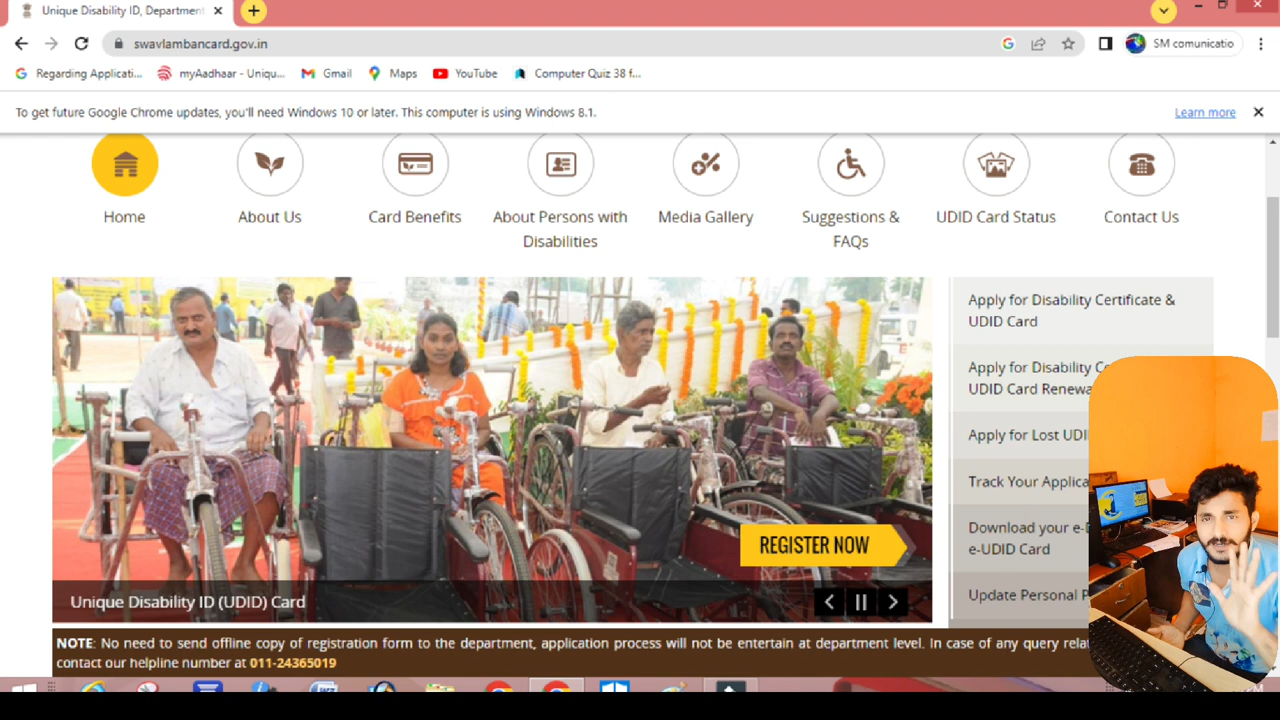 Unique Disability ID, Department
swavlambancard.gov.in
SM comunicatio
Regarding Applicati...
myAadhaar - Uniqu...
Gmail
Maps
YouTube
Computer Quiz 38 f...
To get future Google Chrome updates, you'll need Windows 10 or later. This computer is using Windows 8.1.
Learn more
Home
About Us
Card Benefits
About Persons with
Disabilities
Media Gallery
Suggestions &
FAQs
UDID Card Status
Contact Us
Apply for Disability Certificate &
UDID Card
Apply for Disability
UDID Card Renewa
Apply for Lost UDI
Track Your Applica
Download your e-
e-UDID Card
Update Personal P
REGISTER NOW
Unique Disability ID (UDID) Card
NOTE: No need to send offline copy of registration form to the department, application process will not be entertain at department level. In case of any query rela
contact our helpline number at 011-24365019